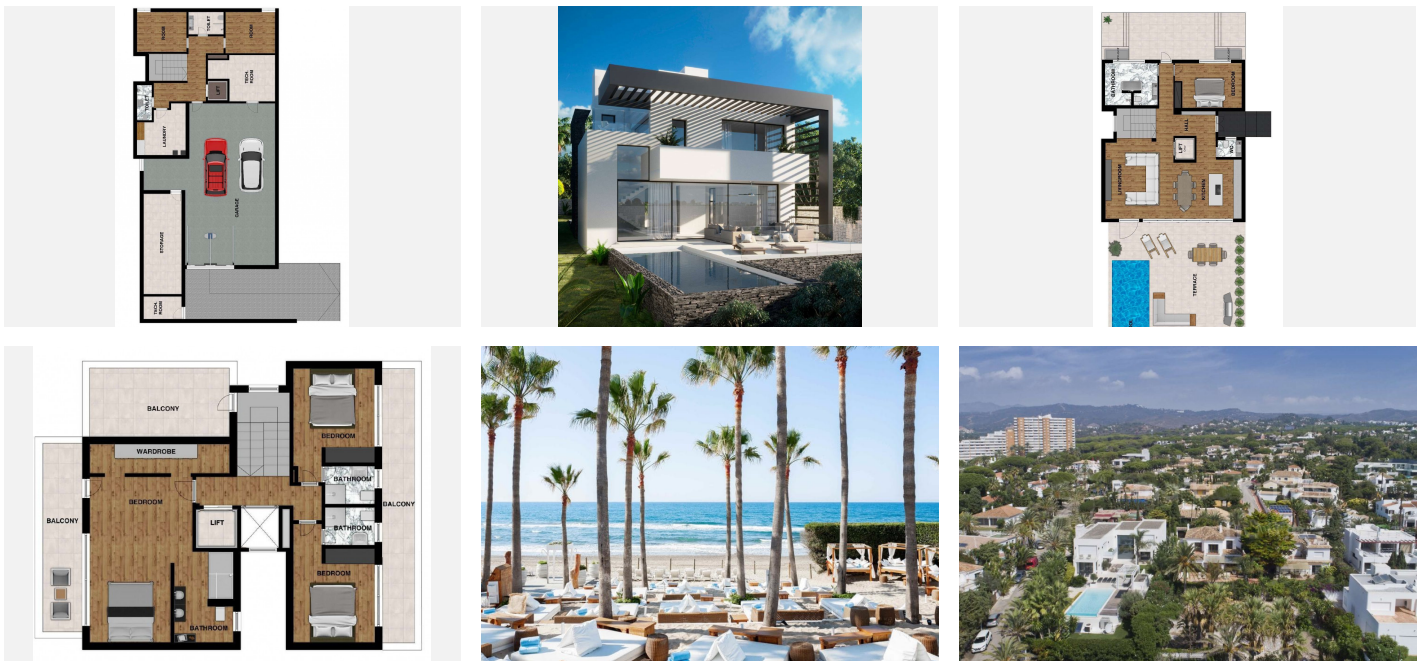 ROOM
TOILET
ROOM
TECH.
ROOM
LIFT
TOILET
LAUNDRY
GARAGE
STORAGE
TECH.
ROOM
BATHROOM
BEDROOM
HALL
LIFT
WC
LIVINGROOM
KITCHEN
TERRACE
BALCONY
WARDROBE
BEDROOM
BALCONY
LIFT
BATHROOM
BEDROOM
BATHROOM
BATHROOM
BALCONY
BEDROOM